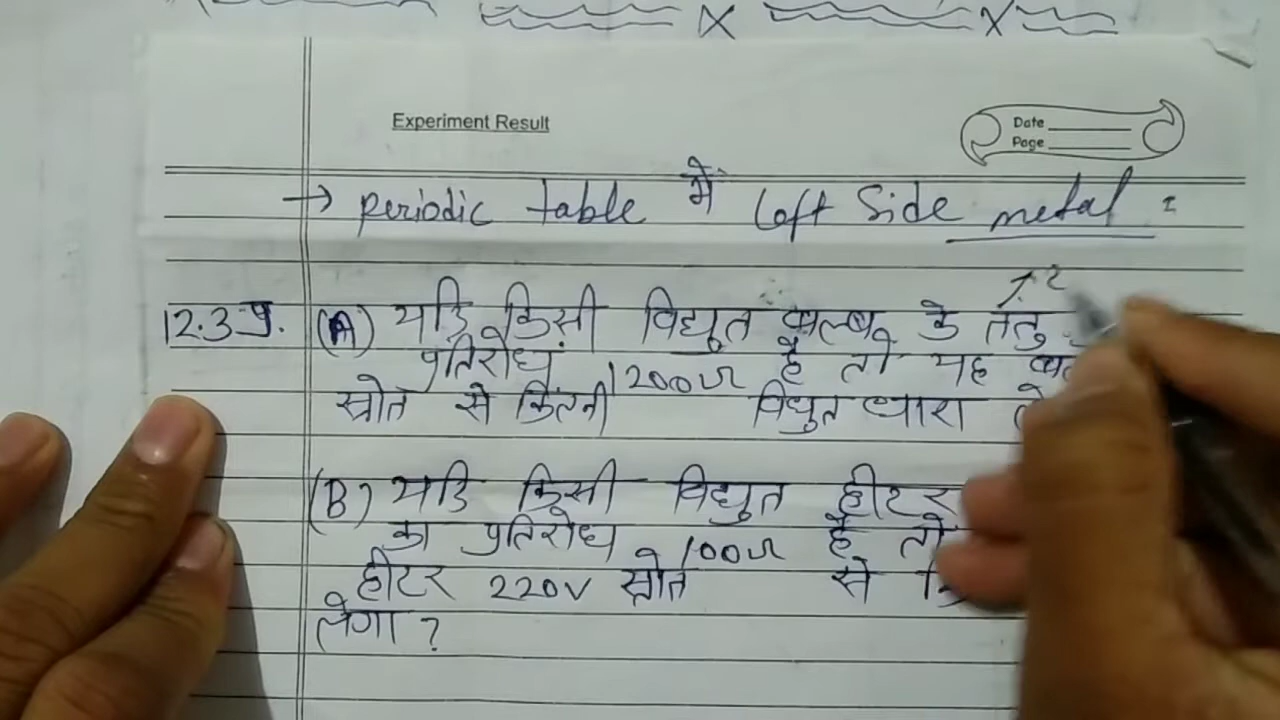 Experiment Result
Date
Page
→ periodic table में left Side metal =
12.3 (A) यदि किसी विद्युत बल्ब के तंतु
प्रतिरोध 1200Ω है तो यह
स्रोत से कितनी विद्युत धारा
(B) यदि किसी विद्युत हीटर
का प्रतिरोध 100Ω है तो
हीटर 220V स्रोत से
लेगा ?